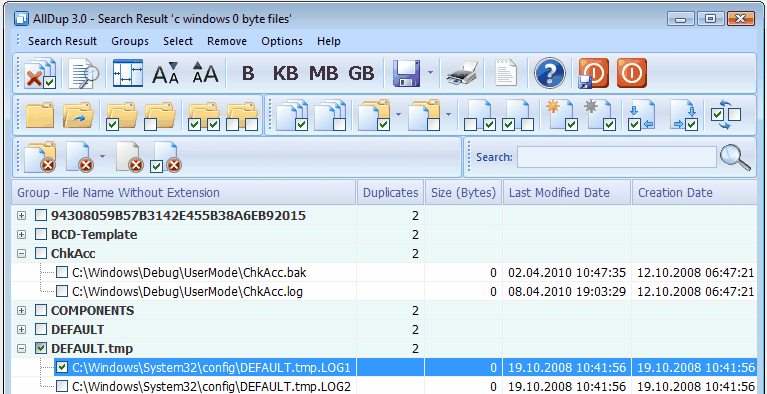 AllDup 3.0 - Search Result 'c windows 0 byte files'
Search Result Groups Select Remove Options Help
AA AA B KB MB GB ?
Search:
Group - File Name Without Extension Duplicates Size (Bytes) Last Modified Date Creation Date
94308059B57B3142E455B38A6EB92015 2
BCD-Template 2
ChkAcc 2
C:\Windows\Debug\UserMode\ChkAcc.bak 0 02.04.2010 10:47:35 12.10.2008 06:47:21
C:\Windows\Debug\UserMode\ChkAcc.log 0 08.04.2010 19:03:29 12.10.2008 06:47:21
COMPONENTS 2
DEFAULT 2
DEFAULT.tmp 2
C:\Windows\System32\config\DEFAULT.tmp.LOG1 0 19.10.2008 10:41:56 19.10.2008 10:41:56
C:\Windows\System32\config\DEFAULT.tmp.LOG2 0 19.10.2008 10:41:56 19.10.2008 10:41:56